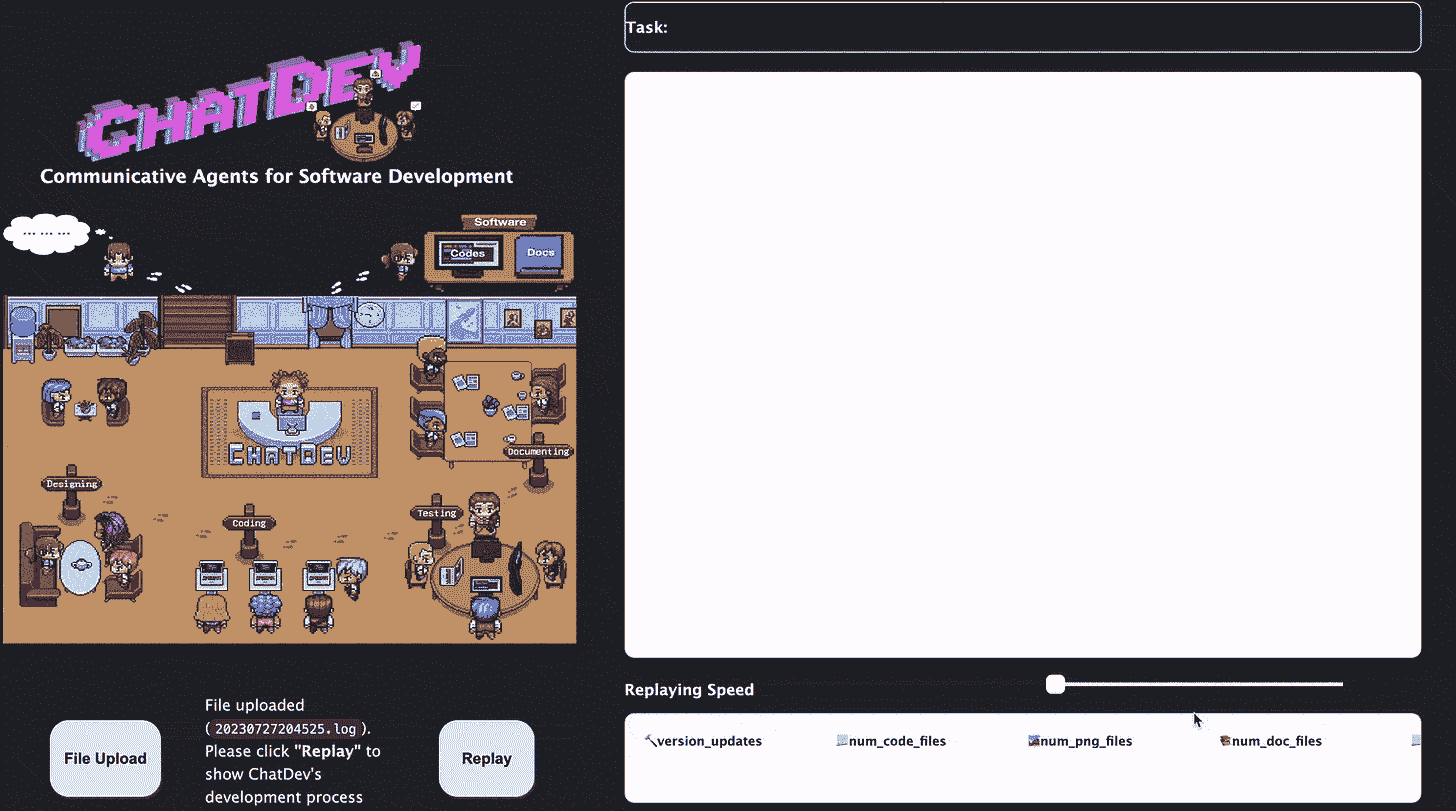 CHATDEV
Communicative Agents for Software Development
... ... ...
Software
Codes
Docs
CHATDEV
Documenting
Designing
Coding
Testing
File Upload
File uploaded
(20230727204525.log).
Please click "Replay" to
show ChatDev's
development process
Replay
Task:
Replaying Speed
🔨version_updates
num_code_files
num_png_files
📚num_doc_files